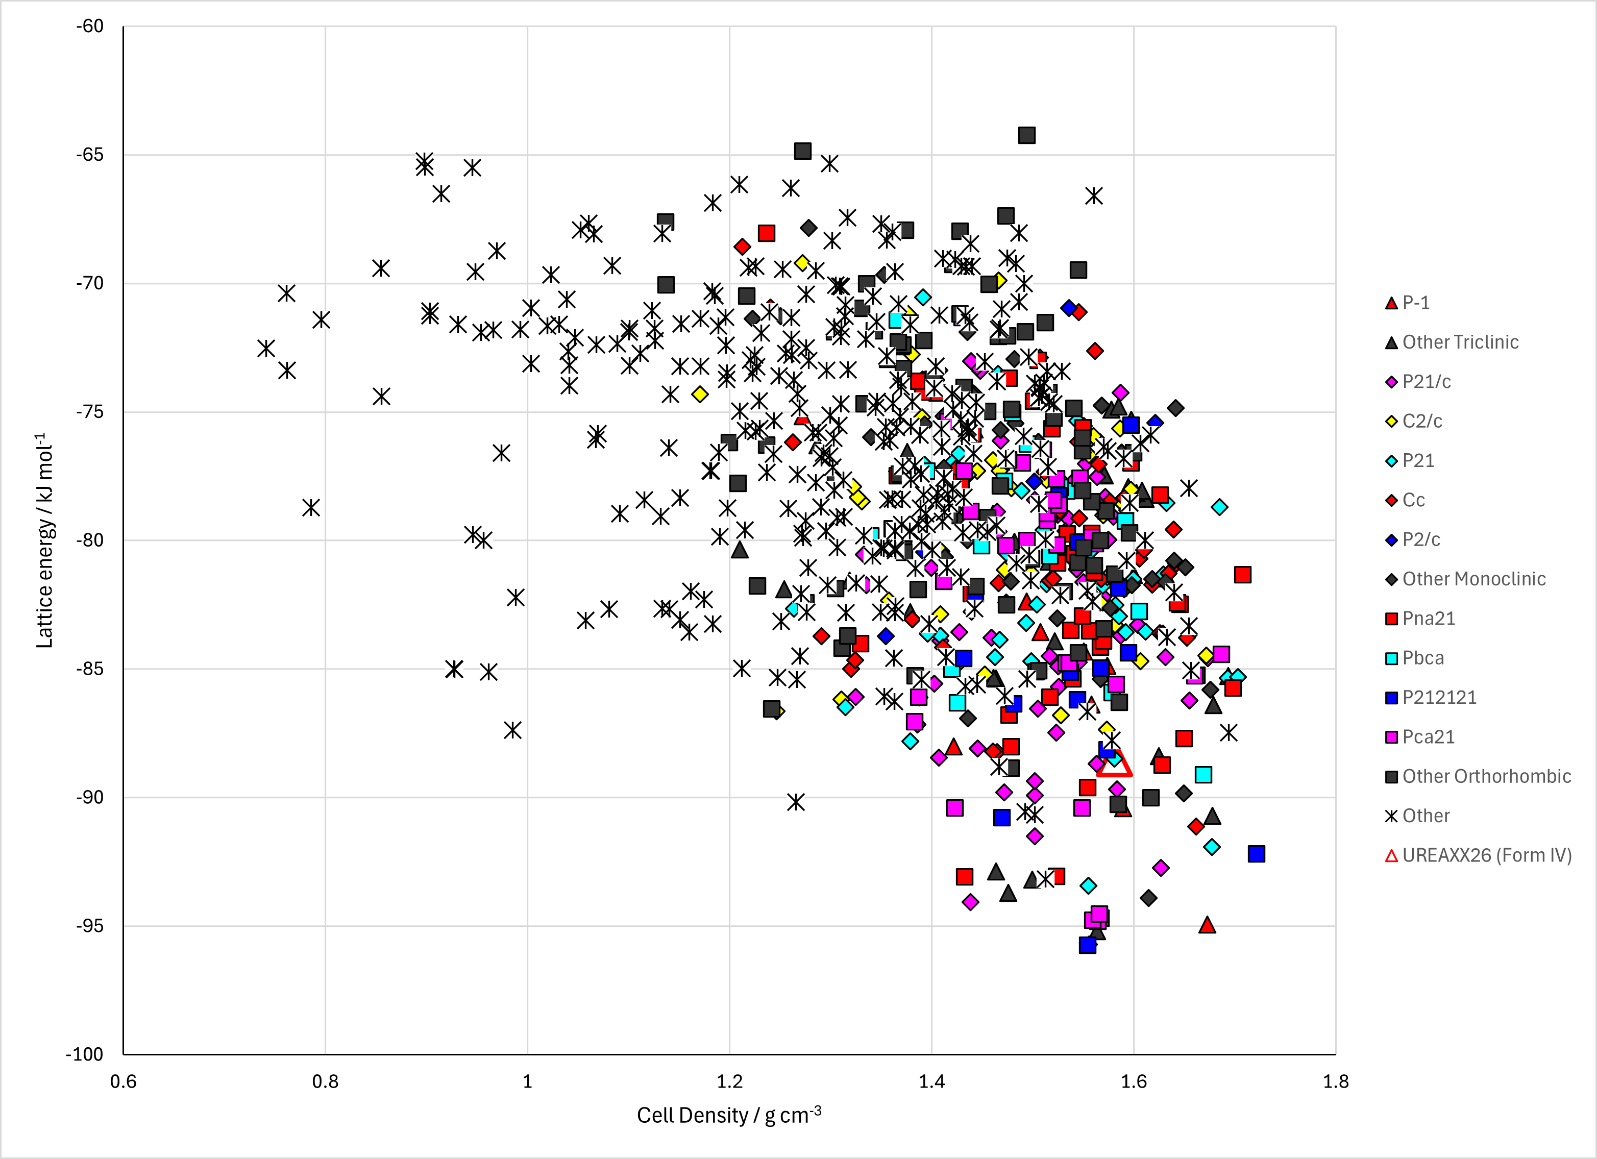 -60
-65
-70
-75
-80
-85
-90
-95
-100
Lattice energy / kJ mol⁻¹
0.6 0.8 1 1.2 1.4 1.6 1.8
Cell Density / g cm⁻³
P-1
Other Triclinic
P21/c
C2/c
P21
Cc
P2/c
Other Monoclinic
Pna21
Pbca
P212121
Pca21
Other Orthorhombic
Other
UREAXX26 (Form IV)